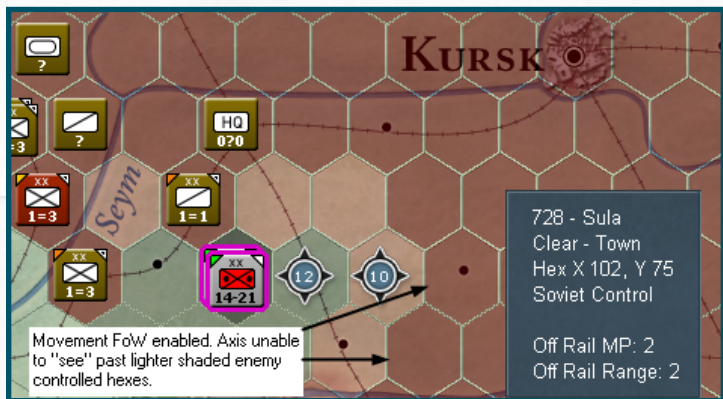 KURSK
?
=3
?
HQ
0?0
XX
1=3
Seym
XX
1=1
XX
1=3
XX
14-21
12
10
728 - Sula
Clear - Town
Hex X 102, Y 75
Soviet Control
Off Rail MP: 2
Off Rail Range: 2
Movement FoW enabled. Axis unable
to "see" past lighter shaded enemy
controlled hexes.